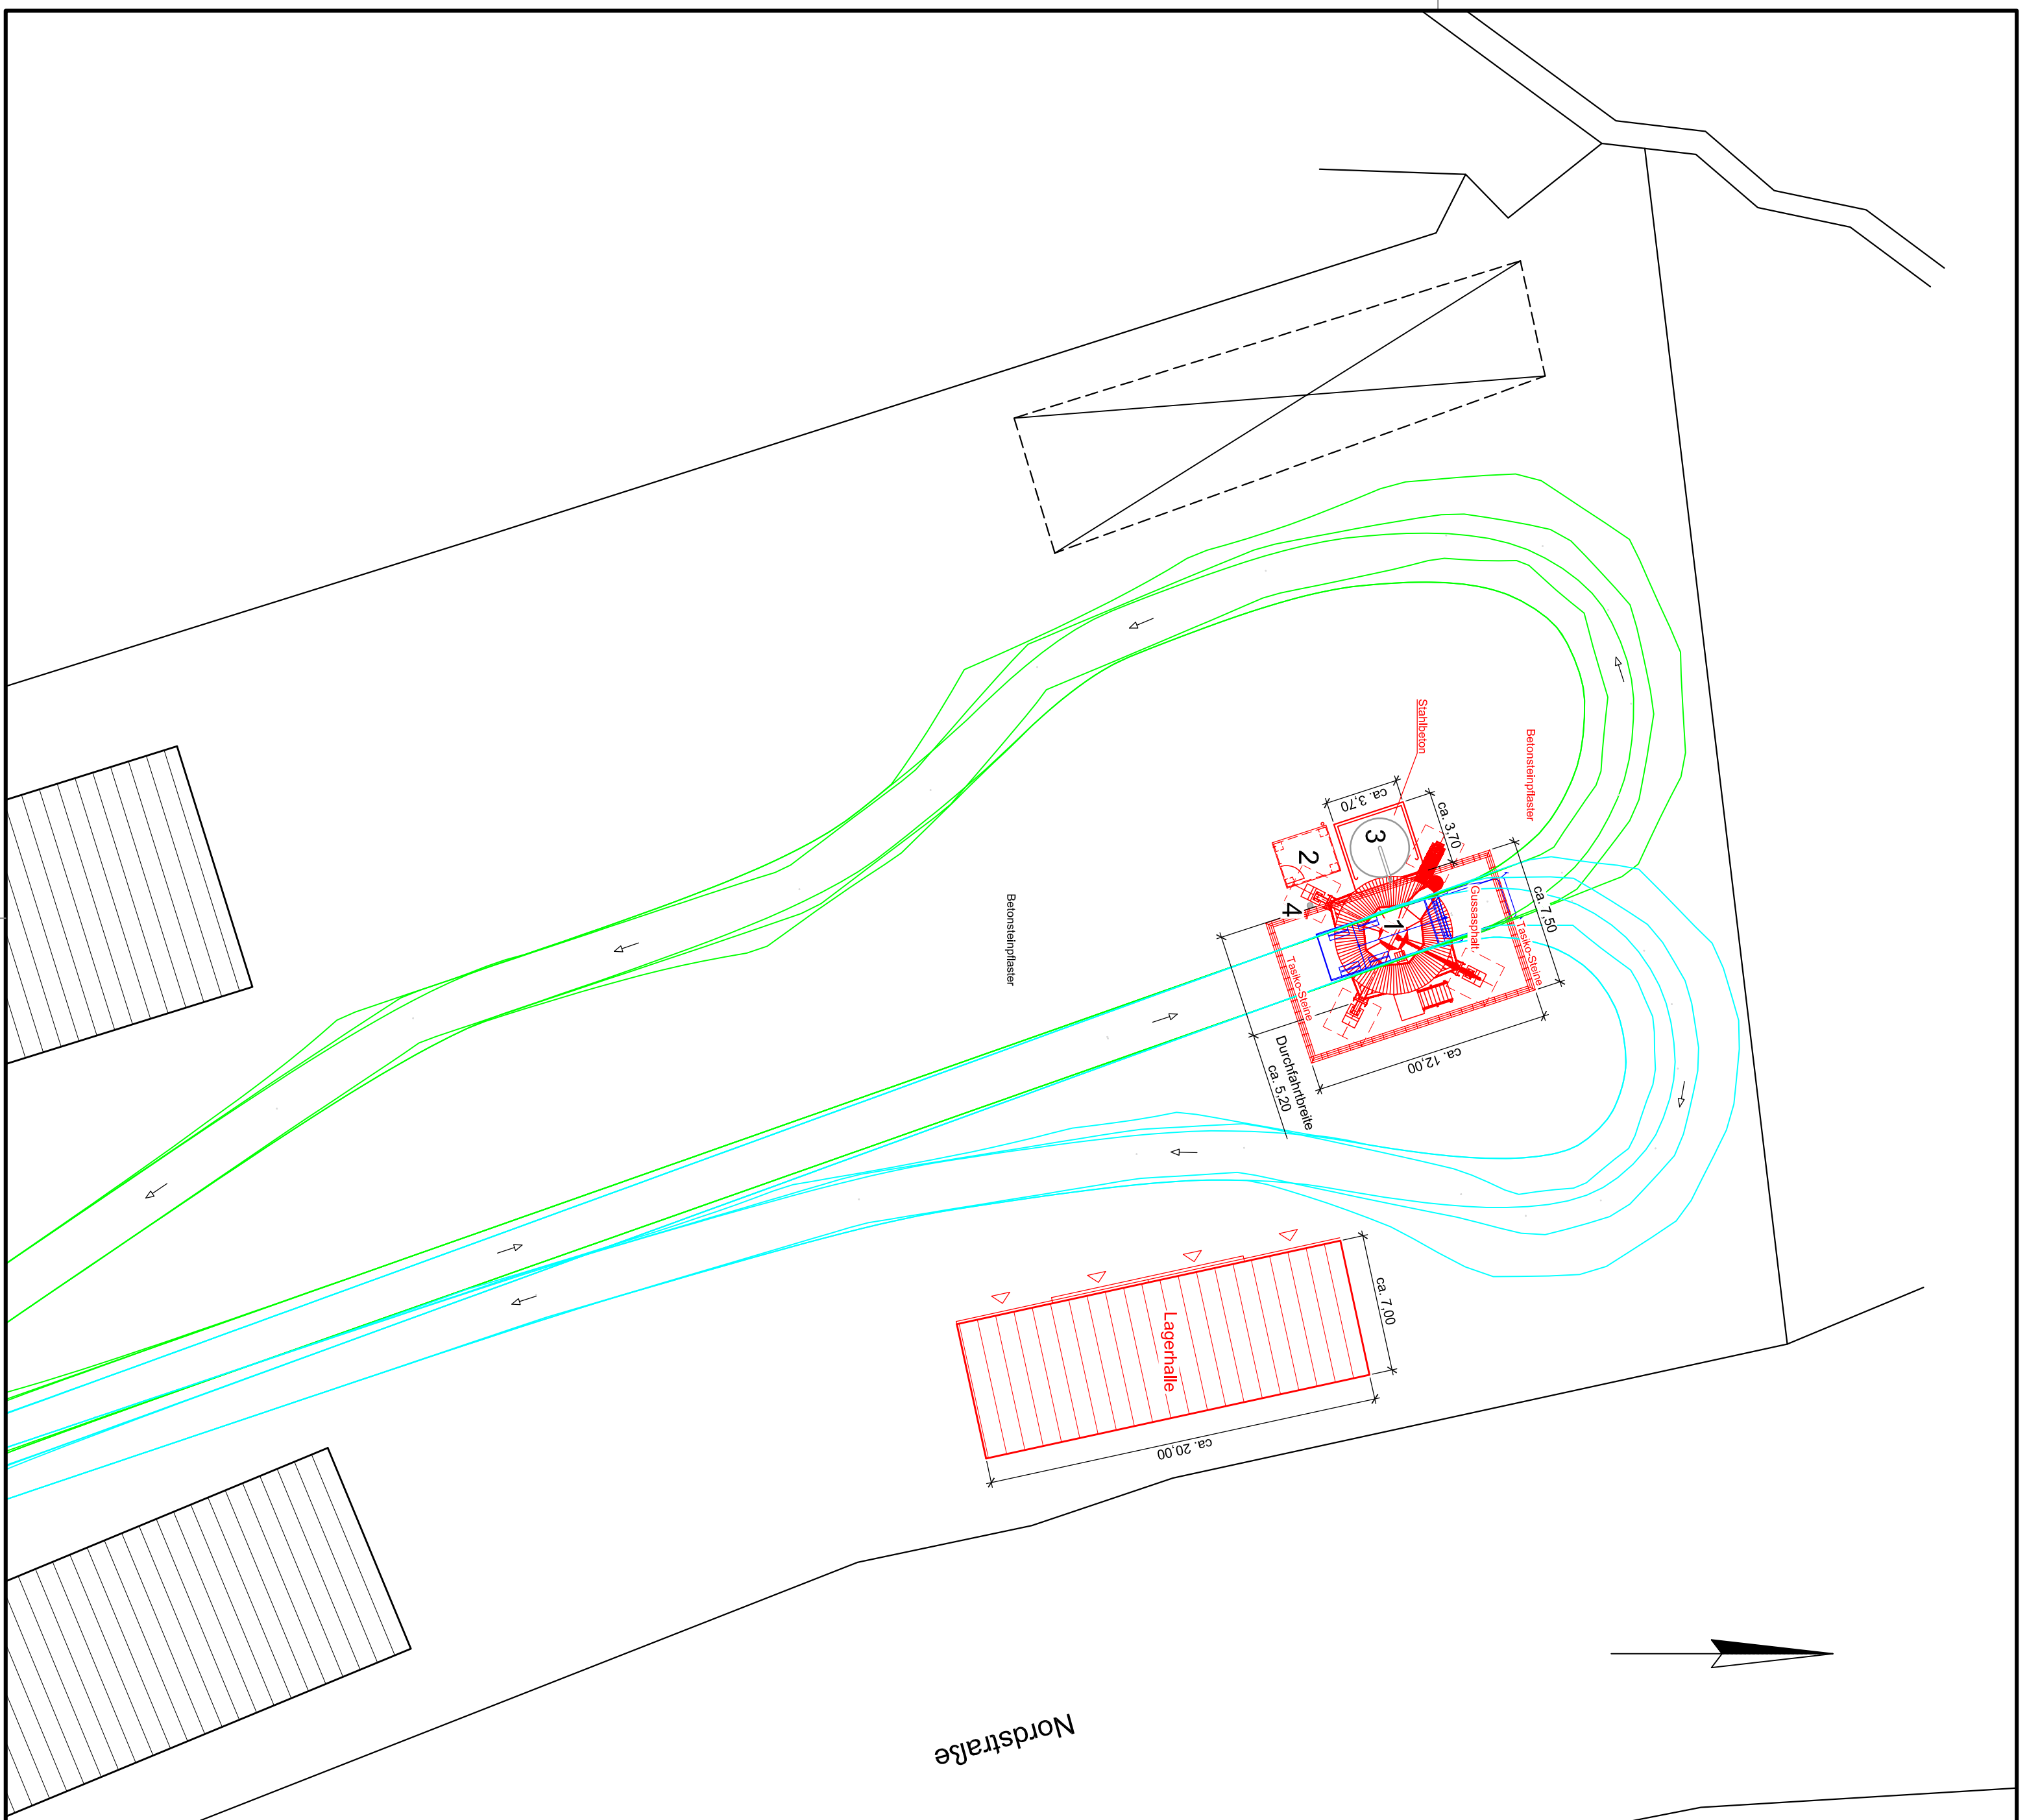 Stahlbeton
Betonsteinpflaster
ca. 3,70
ca. 3,70
3
2
4
1
ca. 7,50
Gussasphalt
Tasiko-Steine
Tasiko-Steine
Betonsteinpflaster
ca. 12,00
Durchfahrtbreite
ca. 5,20
ca. 7,00
Lagerhalle
ca. 20,00
Nordstraße